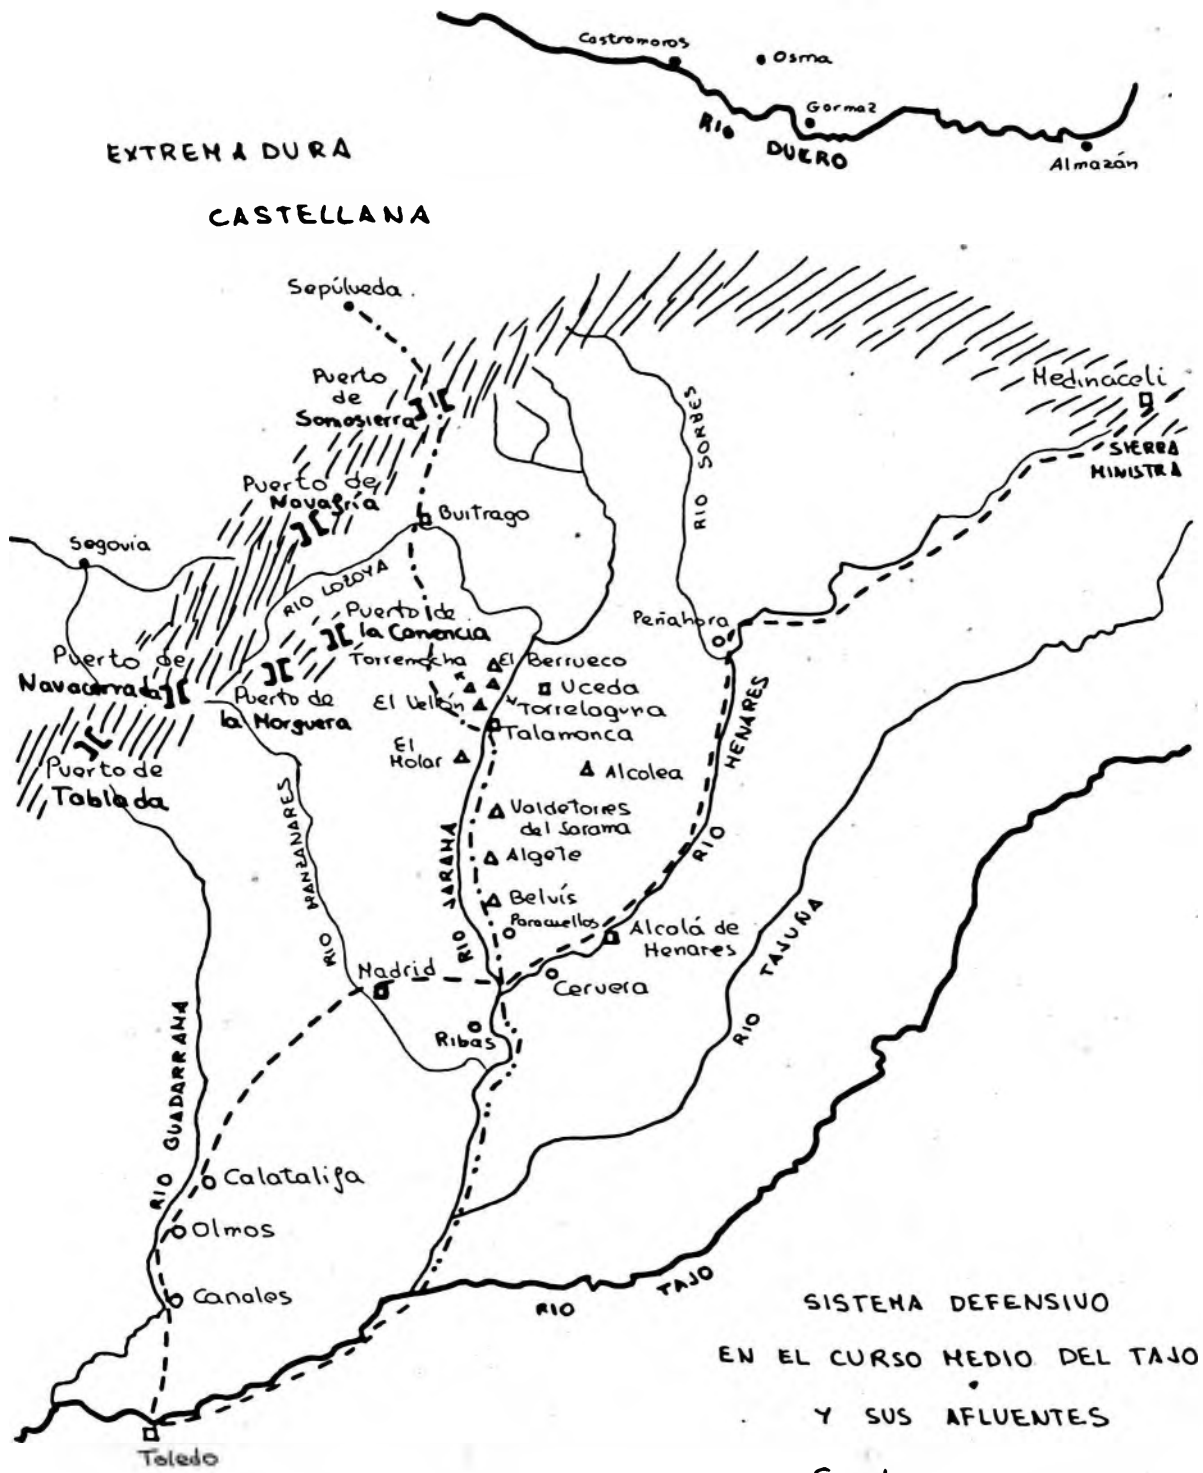 Castromoros
Osma
Gormaz
RIO
DUERO
Almazán
EXTREMADURA
CASTELLANA
Sepúlveda
Puerto
de
Somosierra
Medinaceli
SIERRA
MINISTRA
RIO SORBES
Puerto de
Navafría
Buitrago
Segovia
RIO LOZOYA
Puerto de
la Canencia
Peñahora
Torremocha
El Berrueco
Uceda
Puerto de
Navacerrada
Puerto de
la Morguera
El Vellón
Torrelaguna
Talamanca
El
Molar
Alcolea
Puerto de
Tablada
Valdetorres
del Jarama
Algete
Belvís
Paracuellos
RIO MANZANARES
RIO JARAMA
RIO HENARES
Alcalá de
Henares
RIO TAJUÑA
Madrid
Cervera
Ribas
RIO GUADARRAMA
Calatalifa
Olmos
Canales
RIO TAJO
SISTEMA DEFENSIVO
EN EL CURSO MEDIO DEL TAJO
Y SUS AFLUENTES
Toledo